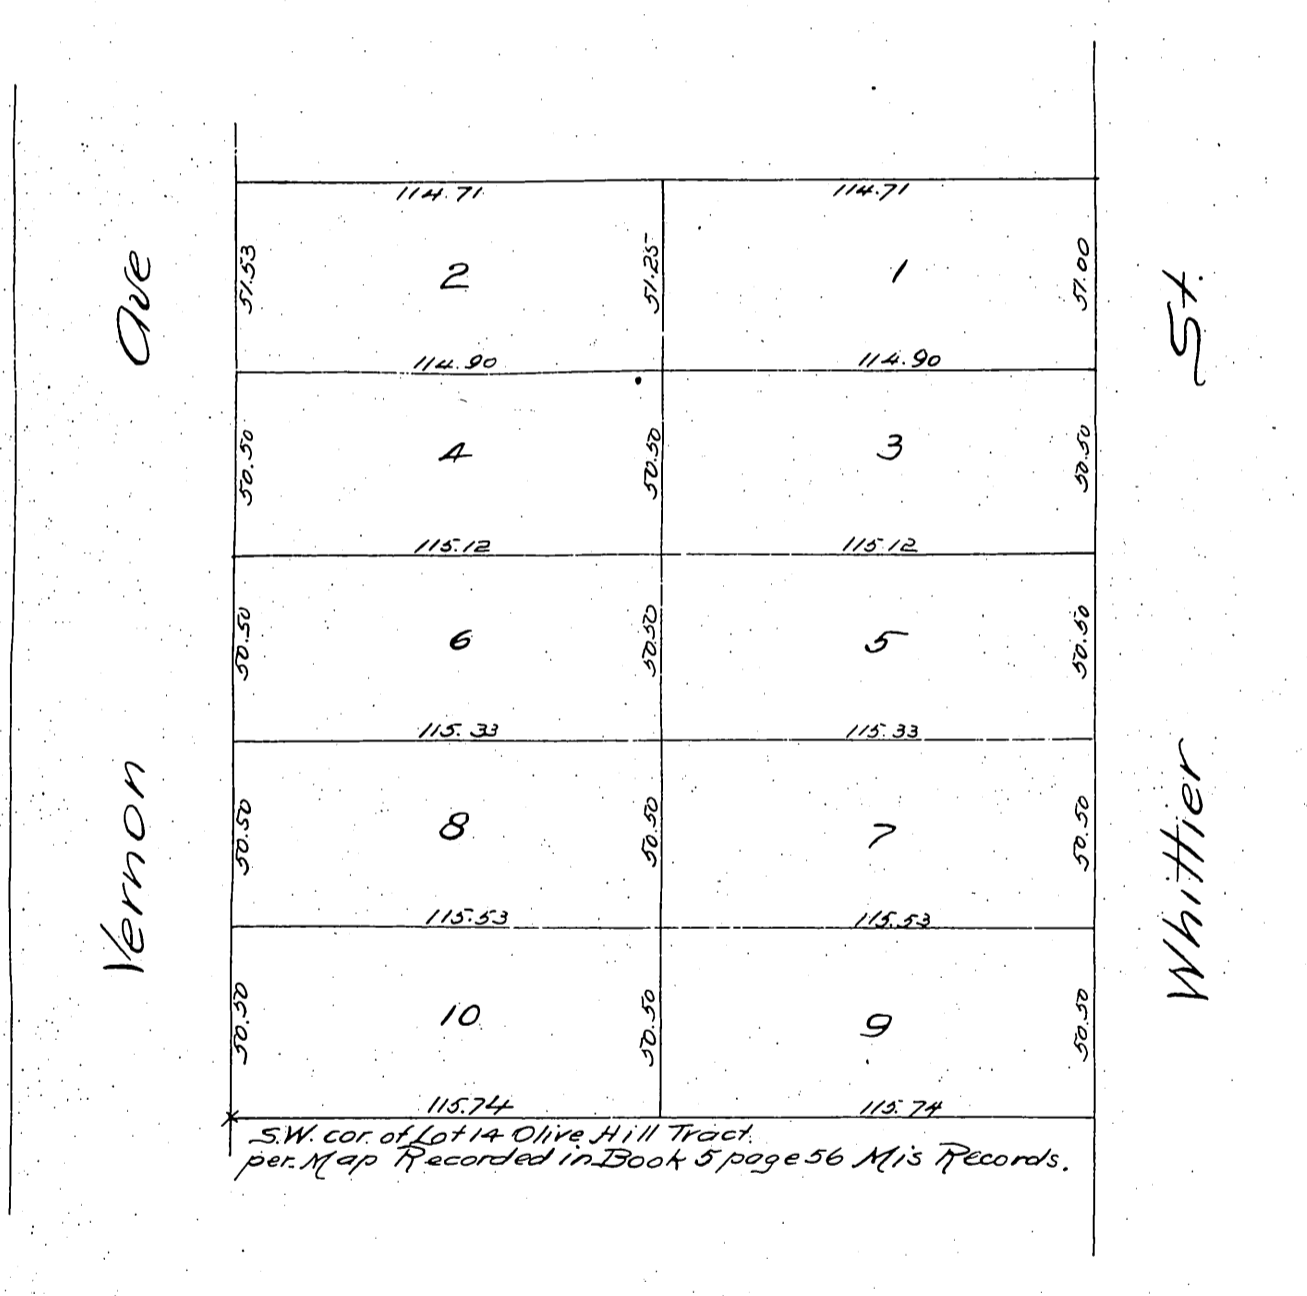 114.71 114.71
51.53 2 51.25 1 51.00
114.90 114.90
50.50 4 50.50 3 50.50
115.12 115.12
50.50 6 50.50 5 50.50
115.33 115.33
50.50 8 50.50 7 50.50
115.53 115.53
50.50 10 50.50 9 50.50
115.74 115.74
S.W. cor. of Lot 14 Olive Hill Tract.
per. Map Recorded in Book 5 page 56 Mis Records.
Vernon Ave
Whittier St.